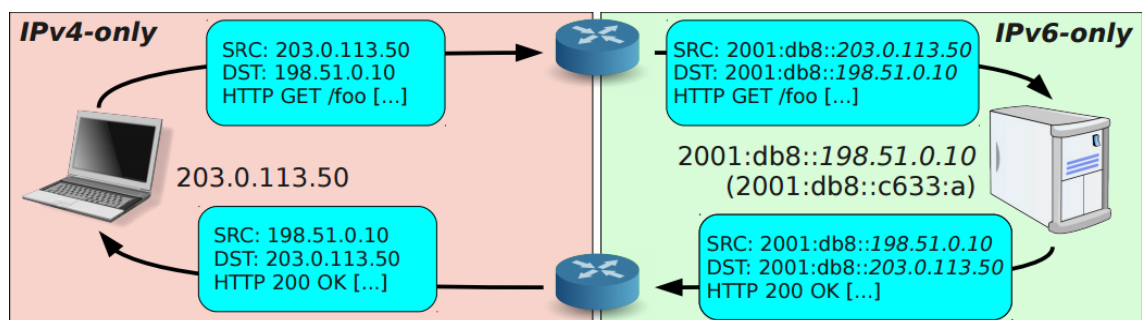 IPv4-only
SRC: 203.0.113.50
DST: 198.51.0.10
HTTP GET /foo [...]
SRC: 2001:db8::203.0.113.50
DST: 2001:db8::198.51.0.10
HTTP GET /foo [...]
IPv6-only
203.0.113.50
2001:db8::198.51.0.10
(2001:db8::c633:a)
SRC: 198.51.0.10
DST: 203.0.113.50
HTTP 200 OK [...]
SRC: 2001:db8::198.51.0.10
DST: 2001:db8::203.0.113.50
HTTP 200 OK [...]